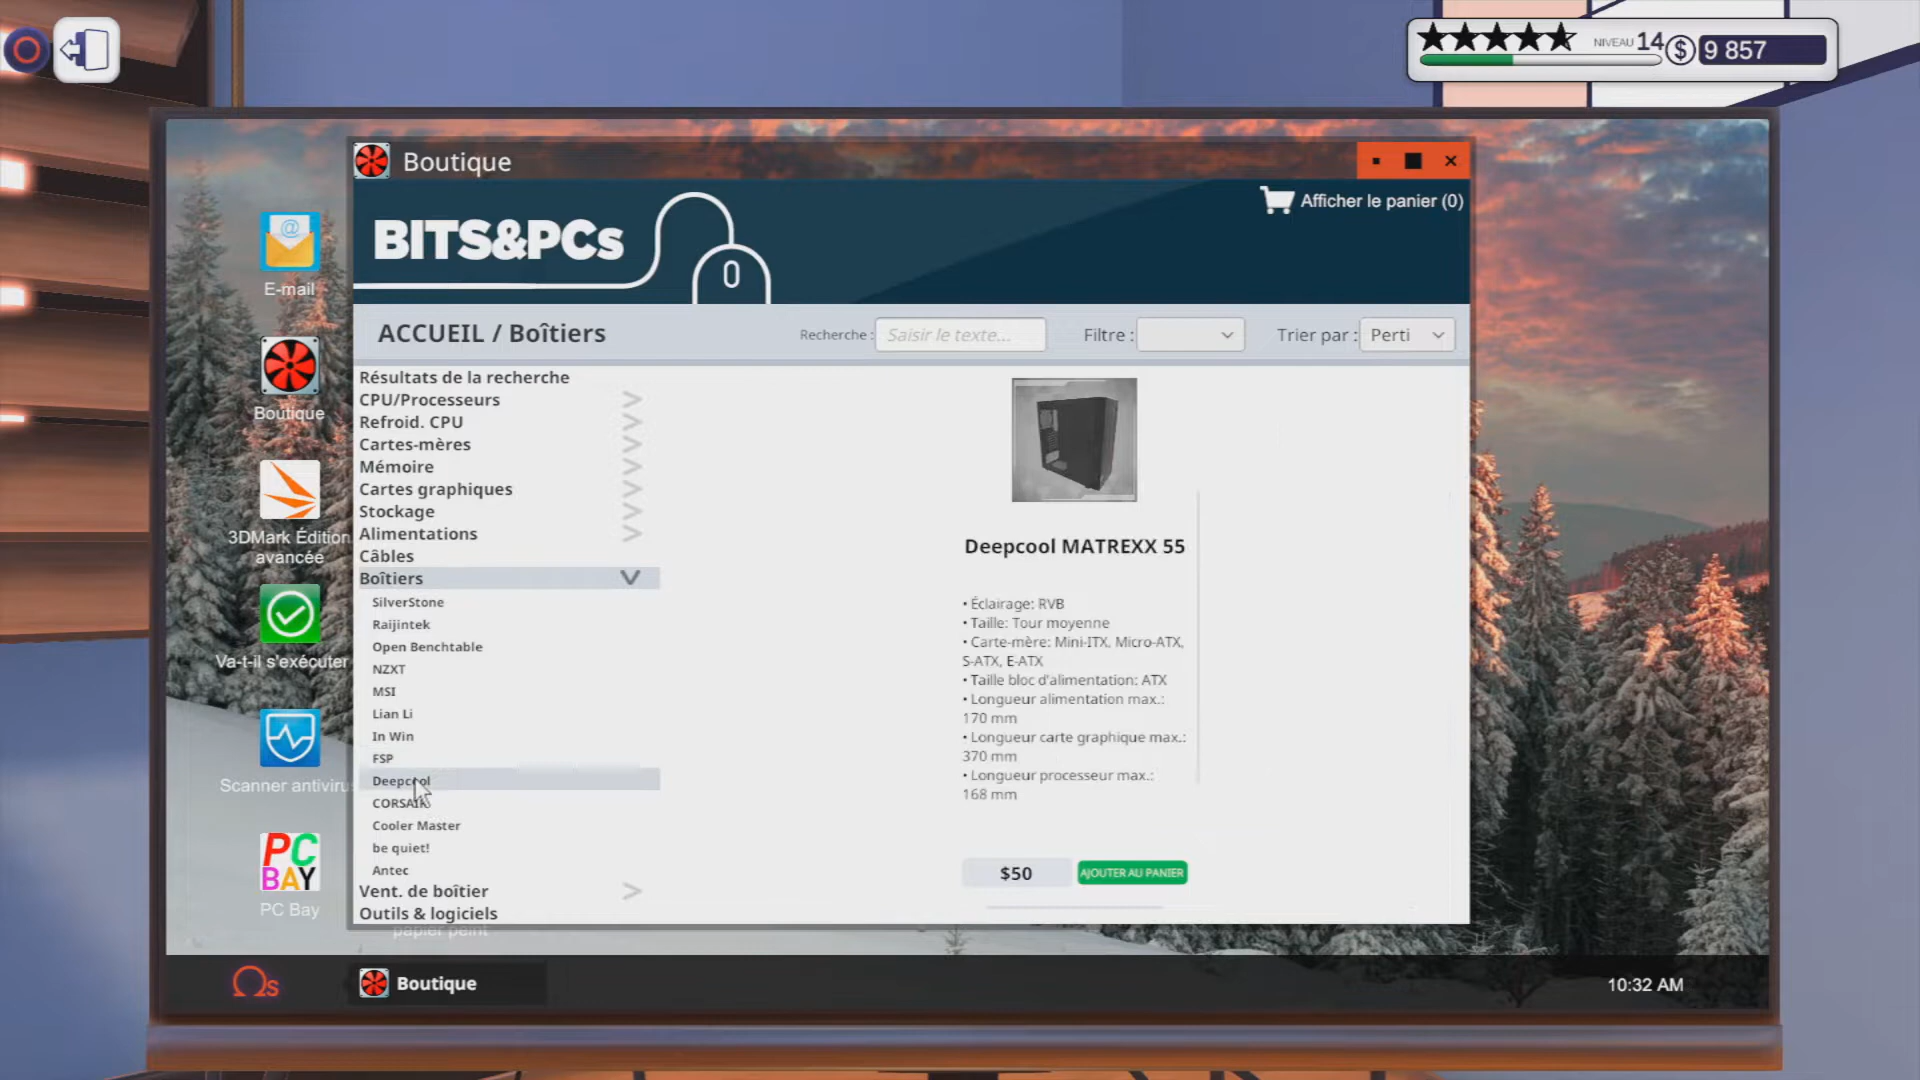 NIVEAU 14
$ 9 857
Boutique
Afficher le panier (0)
BITS&PCs
ACCUEIL / Boîtiers
Recherche :
Saisir le texte...
Filtre :
Trier par :
Perti
E-mail
Boutique
3DMark Édition
avancée
Va-t-il s'exécuter
Scanner antiviru
PC
BAY
PC Bay
Résultats de la recherche
CPU/Processeurs
Refroid. CPU
Cartes-mères
Mémoire
Cartes graphiques
Stockage
Alimentations
Câbles
Boîtiers
SilverStone
Raijintek
Open Benchtable
NZXT
MSI
Lian Li
In Win
FSP
Deepcool
CORSAIR
Cooler Master
be quiet!
Antec
Vent. de boîtier
Outils & logiciels
papier peint
Deepcool MATREXX 55
• Éclairage: RVB
• Taille: Tour moyenne
• Carte-mère: Mini-ITX, Micro-ATX,
S-ATX, E-ATX
• Taille bloc d'alimentation: ATX
• Longueur alimentation max.:
170 mm
• Longueur carte graphique max.:
370 mm
• Longueur processeur max.:
168 mm
$50
AJOUTER AU PANIER
Ωs
Boutique
10:32 AM